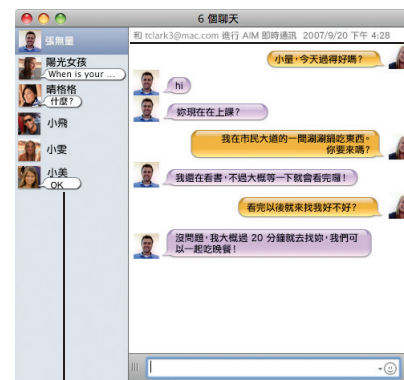 6 個聊天
張無量
陽光女孩
When is your ...
晴格格
什麼?
小飛
小雯
小美
OK
和 tclark3@mac.com 進行 AIM 即時通訊 2007/9/20 下午 4:28
小量，今天過得好嗎？
hi
妳現在在上課？
我在市民大道的一間涮涮鍋吃東西。
你要來嗎？
我還在看書，不過大概等一下就會看完囉！
看完以後就來找我好不好？
沒問題，我大概過 20 分鐘就去找妳，我們可
以一起吃晚餐！